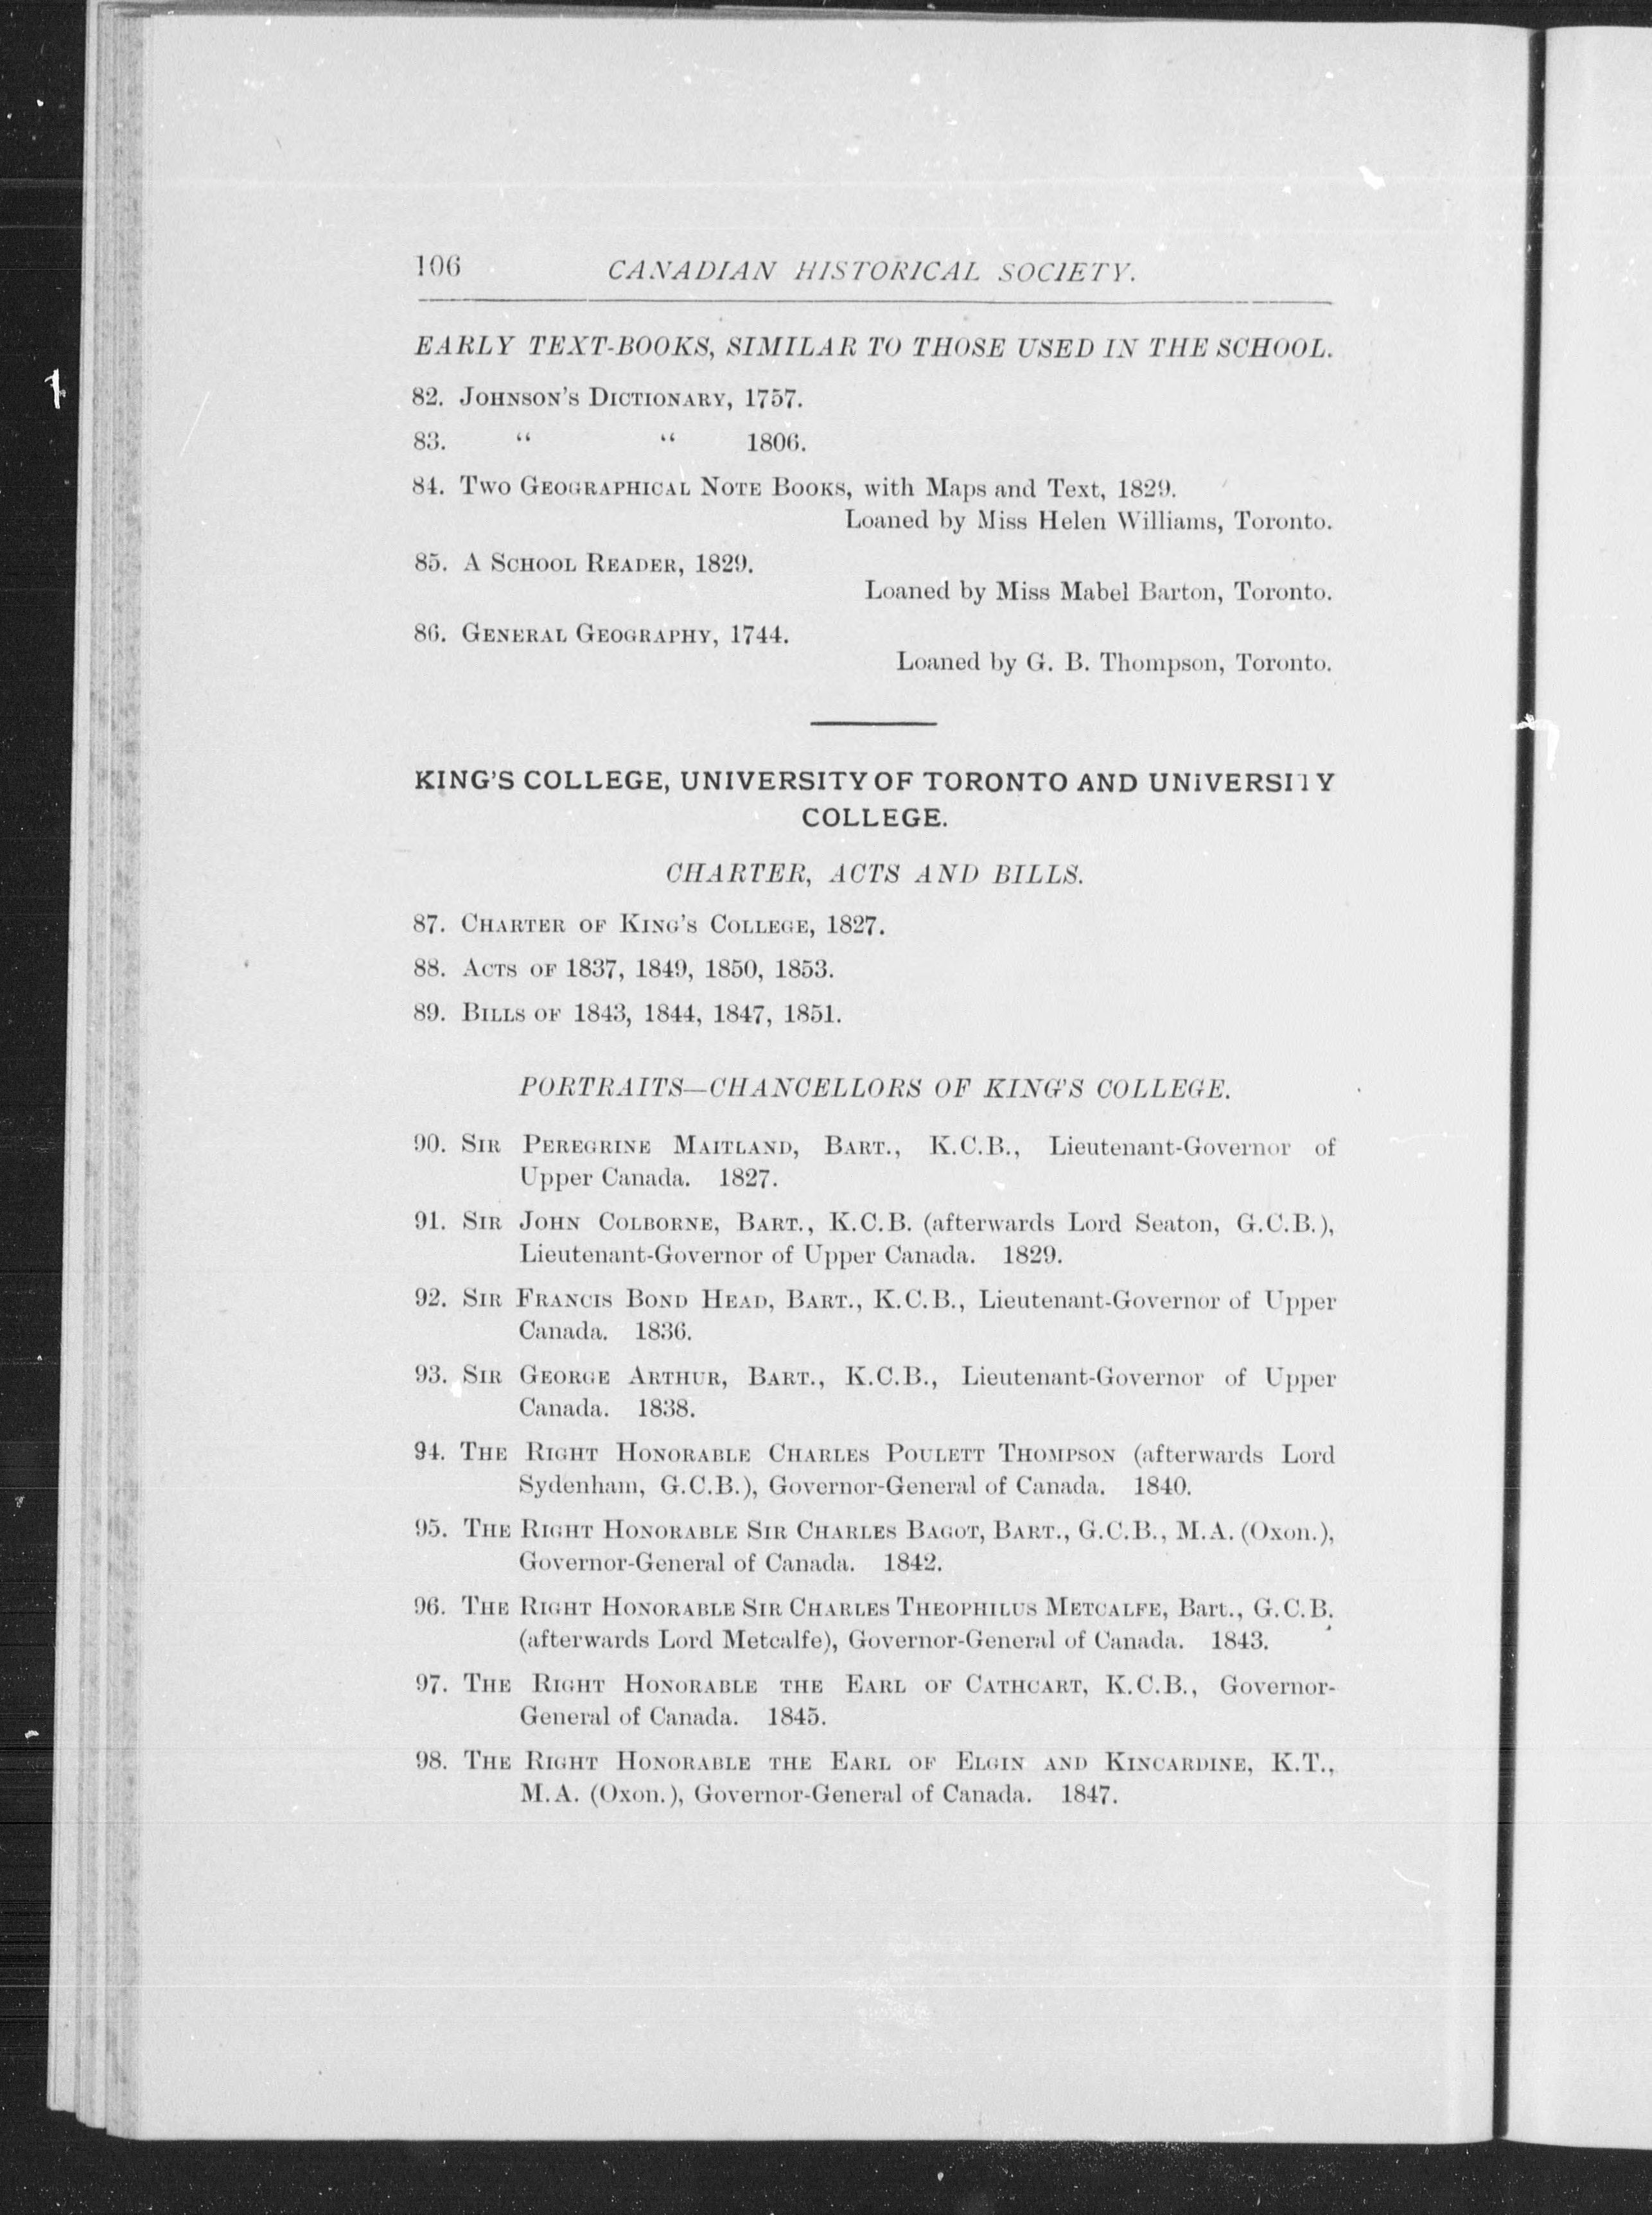 106 CANADIAN HISTORICAL SOCIETY.
EARLY TEXT-BOOKS, SIMILAR TO THOSE USED IN THE SCHOOL.
82. JOHNSON'S DICTIONARY, 1757.
83. " " 1806.
84. TWO GEOGRAPHICAL NOTE BOOKS, with Maps and Text, 1829.
Loaned by Miss Helen Williams, Toronto.
85. A SCHOOL READER, 1829.
Loaned by Miss Mabel Barton, Toronto.
86. GENERAL GEOGRAPHY, 1744.
Loaned by G. B. Thompson, Toronto.
KING'S COLLEGE, UNIVERSITY OF TORONTO AND UNIVERSITY
COLLEGE.
CHARTER, ACTS AND BILLS.
87. CHARTER OF KING'S COLLEGE, 1827.
88. ACTS OF 1837, 1849, 1850, 1853.
89. BILLS OF 1843, 1844, 1847, 1851.
PORTRAITS—CHANCELLORS OF KING'S COLLEGE.
90. SIR PEREGRINE MAITLAND, BART., K.C.B., Lieutenant-Governor of
Upper Canada. 1827.
91. SIR JOHN COLBORNE, BART., K.C.B. (afterwards Lord Seaton, G.C.B.),
Lieutenant-Governor of Upper Canada. 1829.
92. SIR FRANCIS BOND HEAD, BART., K.C.B., Lieutenant-Governor of Upper
Canada. 1836.
93. SIR GEORGE ARTHUR, BART., K.C.B., Lieutenant-Governor of Upper
Canada. 1838.
94. THE RIGHT HONORABLE CHARLES POULETT THOMPSON (afterwards Lord
Sydenham, G.C.B.), Governor-General of Canada. 1840.
95. THE RIGHT HONORABLE SIR CHARLES BAGOT, BART., G.C.B., M.A. (Oxon.),
Governor-General of Canada. 1842.
96. THE RIGHT HONORABLE SIR CHARLES THEOPHILUS METCALFE, Bart., G.C.B.
(afterwards Lord Metcalfe), Governor-General of Canada. 1843.
97. THE RIGHT HONORABLE THE EARL OF CATHCART, K.C.B., Governor-
General of Canada. 1845.
98. THE RIGHT HONORABLE THE EARL OF ELGIN AND KINCARDINE, K.T.,
M.A. (Oxon.), Governor-General of Canada. 1847.